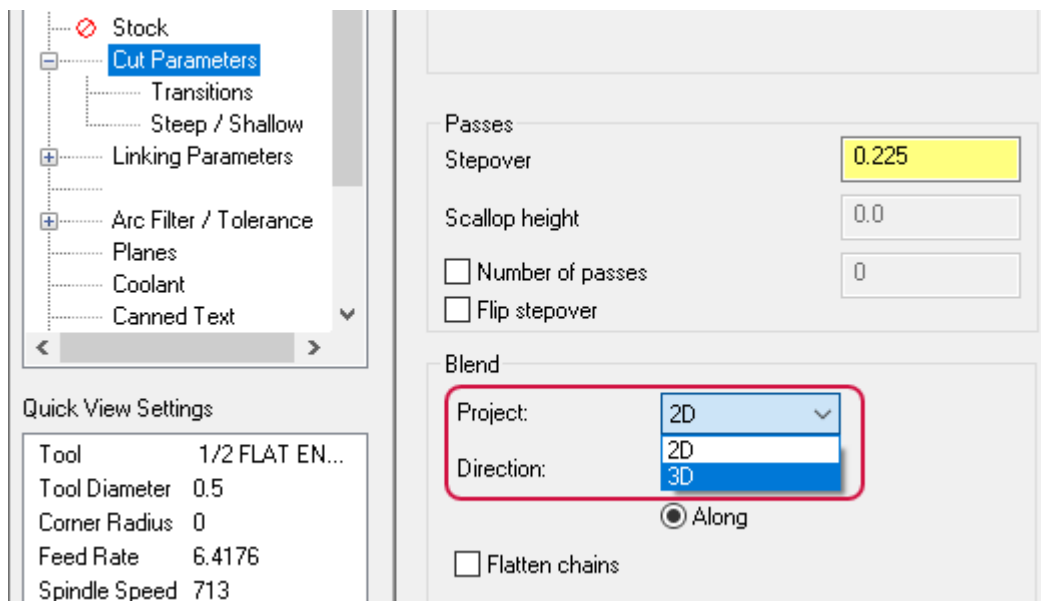 Stock
Cut Parameters
Transitions
Steep / Shallow
Linking Parameters
Arc Filter / Tolerance
Planes
Coolant
Canned Text
Quick View Settings
Tool 1/2 FLAT EN...
Tool Diameter 0.5
Corner Radius 0
Feed Rate 6.4176
Spindle Speed 713
Passes
Stepover 0.225
Scallop height 0.0
Number of passes 0
Flip stepover
Blend
Project: 2D
2D
Direction: 3D
Along
Flatten chains